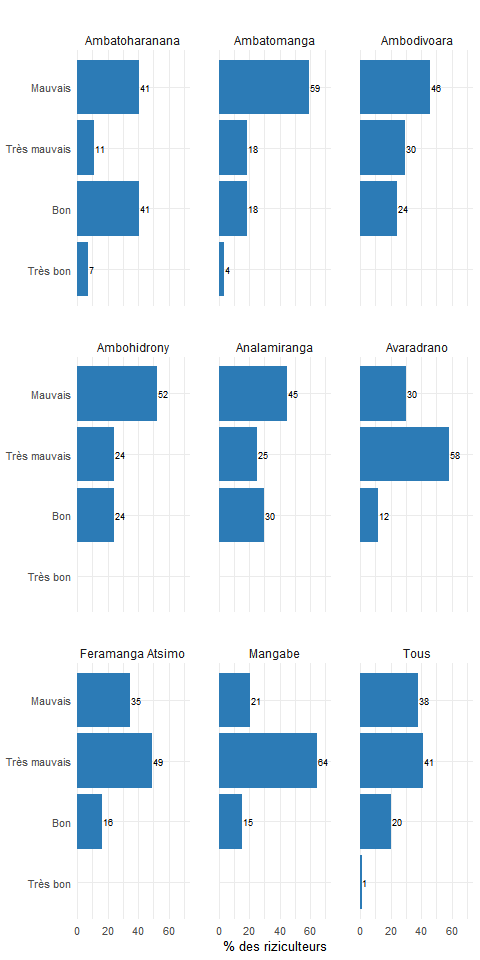 Ambatoharanana Ambatomanga Ambodivoara
Mauvais 41 59 46
Très mauvais 11 18 30
Bon 41 18 24
Très bon 7 4
Ambohidrony Analamiranga Avaradrano
Mauvais 52 45 30
Très mauvais 24 25 58
Bon 24 30 12
Très bon
Feramanga Atsimo Mangabe Tous
Mauvais 35 21 38
Très mauvais 49 64 41
Bon 16 15 20
Très bon 1
0 20 40 60 0 20 40 60 0 20 40 60
% des riziculteurs